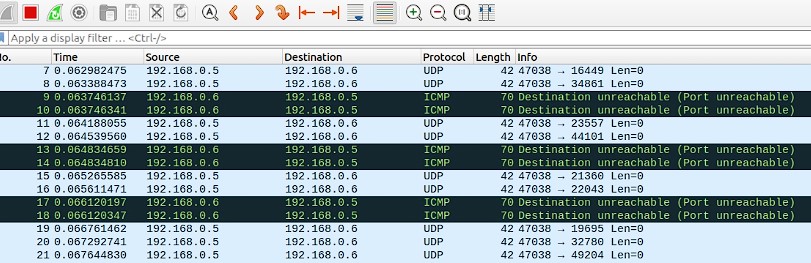 Apply a display filter … <Ctrl-/>
o. Time Source Destination Protocol Length Info
7 0.062982475 192.168.0.5 192.168.0.6 UDP 42 47038 → 16449 Len=0
8 0.063388473 192.168.0.5 192.168.0.6 UDP 42 47038 → 34861 Len=0
9 0.063746137 192.168.0.6 192.168.0.5 ICMP 70 Destination unreachable (Port unreachable)
10 0.063746341 192.168.0.6 192.168.0.5 ICMP 70 Destination unreachable (Port unreachable)
11 0.064188055 192.168.0.5 192.168.0.6 UDP 42 47038 → 23557 Len=0
12 0.064539560 192.168.0.5 192.168.0.6 UDP 42 47038 → 44101 Len=0
13 0.064834659 192.168.0.6 192.168.0.5 ICMP 70 Destination unreachable (Port unreachable)
14 0.064834810 192.168.0.6 192.168.0.5 ICMP 70 Destination unreachable (Port unreachable)
15 0.065265585 192.168.0.5 192.168.0.6 UDP 42 47038 → 21360 Len=0
16 0.065611471 192.168.0.5 192.168.0.6 UDP 42 47038 → 22043 Len=0
17 0.066120197 192.168.0.6 192.168.0.5 ICMP 70 Destination unreachable (Port unreachable)
18 0.066120347 192.168.0.6 192.168.0.5 ICMP 70 Destination unreachable (Port unreachable)
19 0.066761462 192.168.0.5 192.168.0.6 UDP 42 47038 → 19695 Len=0
20 0.067292741 192.168.0.5 192.168.0.6 UDP 42 47038 → 32780 Len=0
21 0.067644830 192.168.0.5 192.168.0.6 UDP 42 47038 → 49204 Len=0